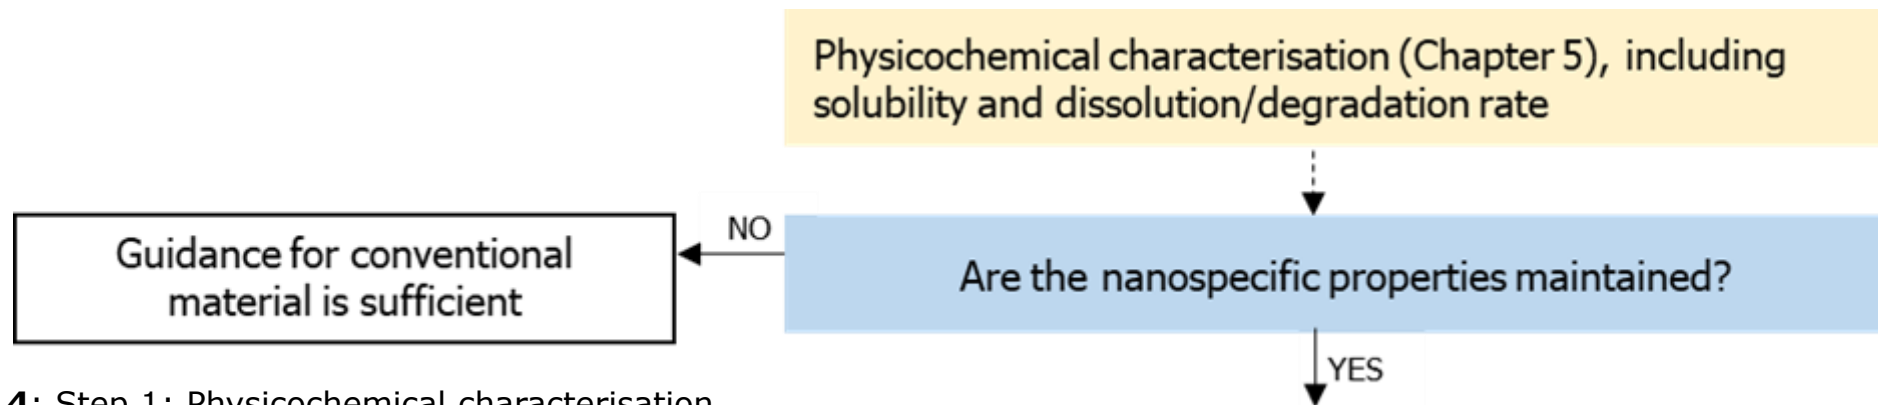 Physicochemical characterisation (Chapter 5), including
solubility and dissolution/degradation rate
NO
Guidance for conventional
material is sufficient
Are the nanospecific properties maintained?
YES
4: Step 1: Physicochemical characterisation